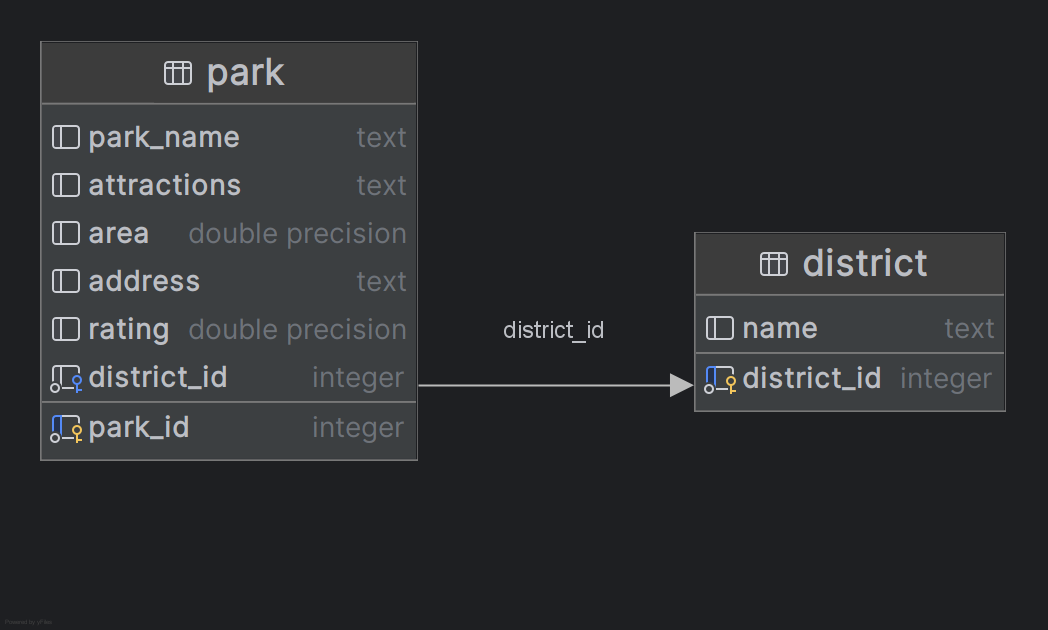 park
park_name text
attractions text
area double precision
address text
rating double precision
district_id integer
park_id integer
district_id
district
name text
district_id integer
Powered by yFiles